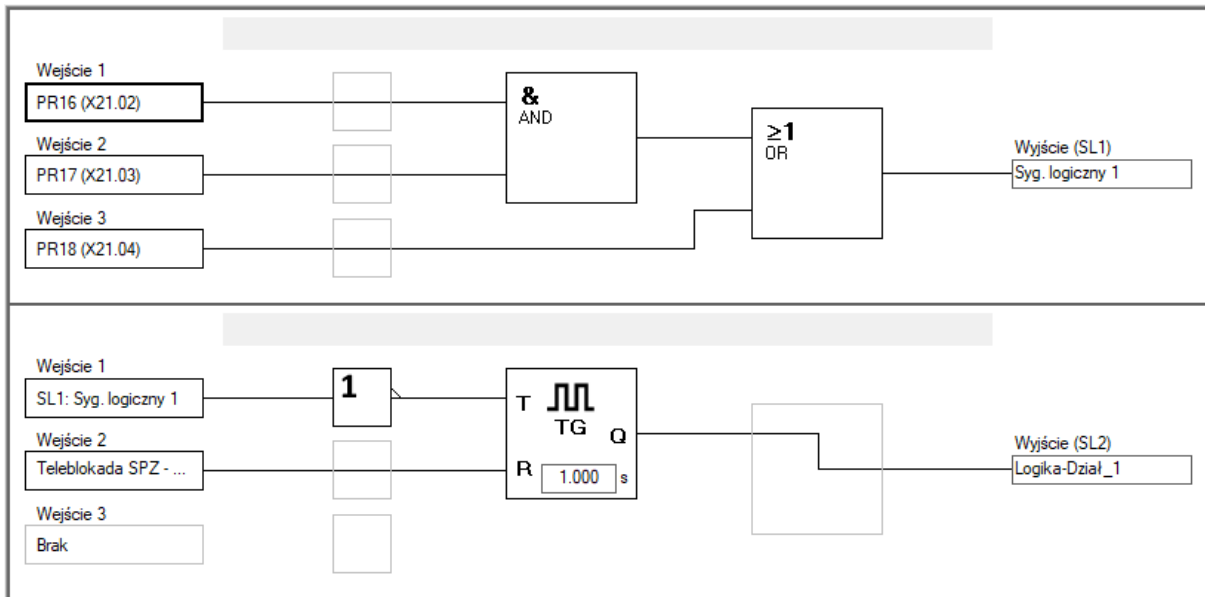 Wejście 1
PR16 (X21.02)
Wejście 2
PR17 (X21.03)
Wejście 3
PR18 (X21.04)
&
AND
≥1
OR
Wyjście (SL1)
Syg. logiczny 1
Wejście 1
SL1: Syg. logiczny 1
Wejście 2
Teleblokada SPZ - ...
Wejście 3
Brak
1
T
TG
Q
R
1.000 s
Wyjście (SL2)
Logika-Dział_1